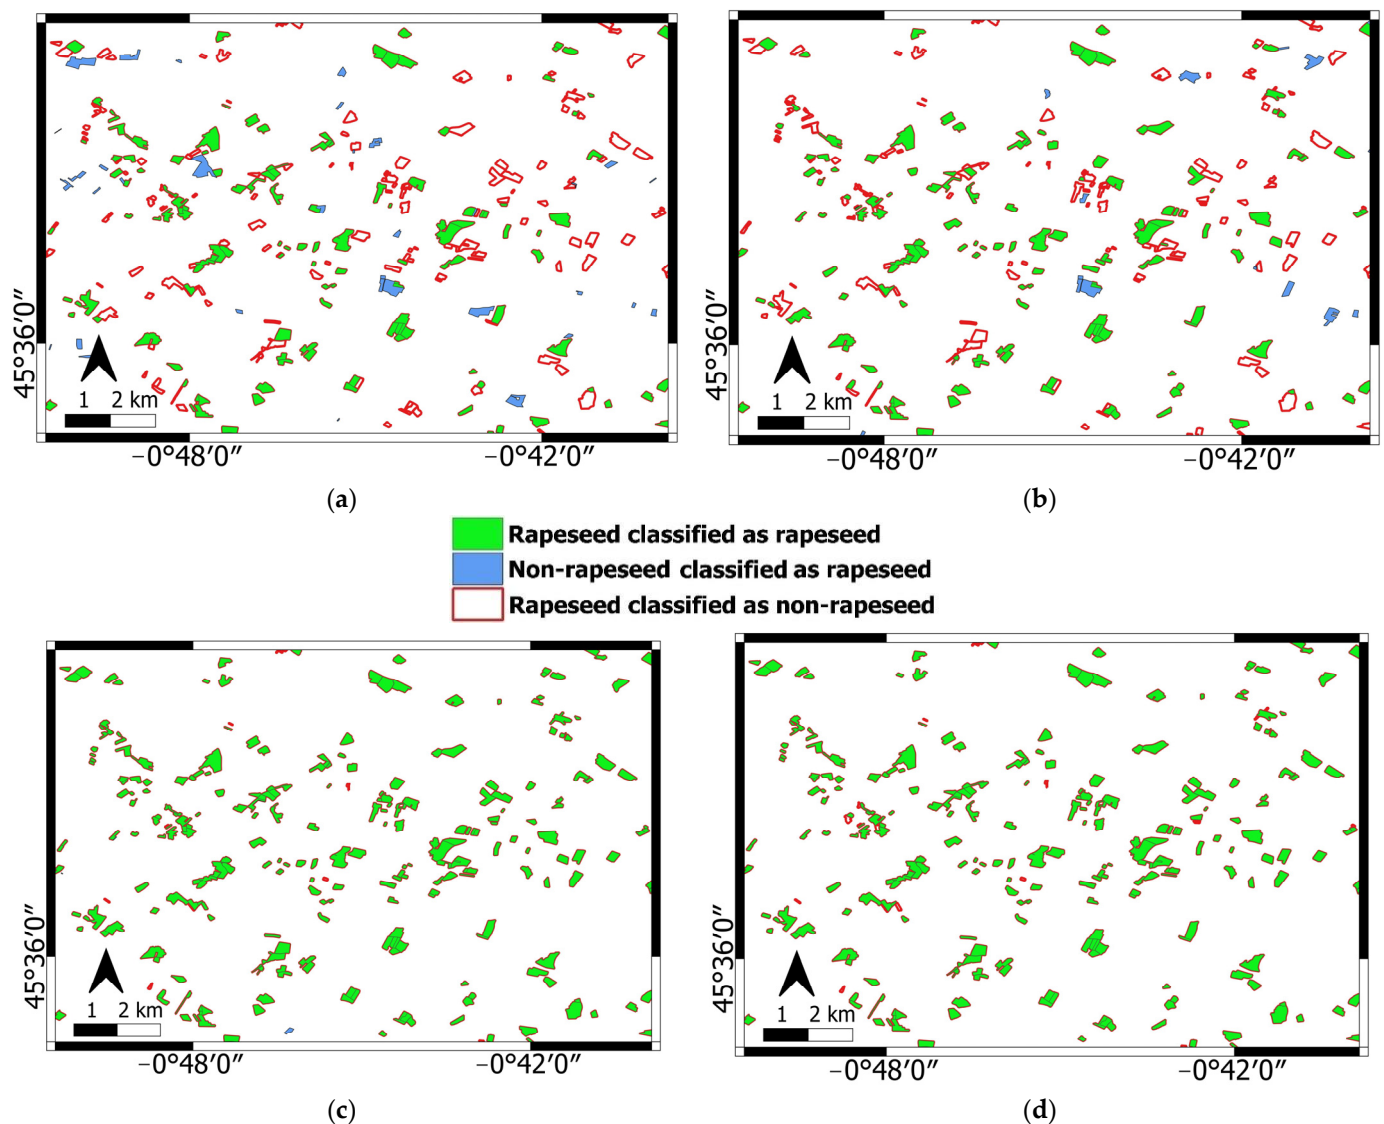 45°36′0″
1 2 km
−0°48′0″ −0°42′0″
(a)
45°36′0″
1 2 km
−0°48′0″ −0°42′0″
(b)
Rapeseed classified as rapeseed
Non-rapeseed classified as rapeseed
Rapeseed classified as non-rapeseed
45°36′0″
1 2 km
−0°48′0″ −0°42′0″
(c)
45°36′0″
1 2 km
−0°48′0″ −0°42′0″
(d)